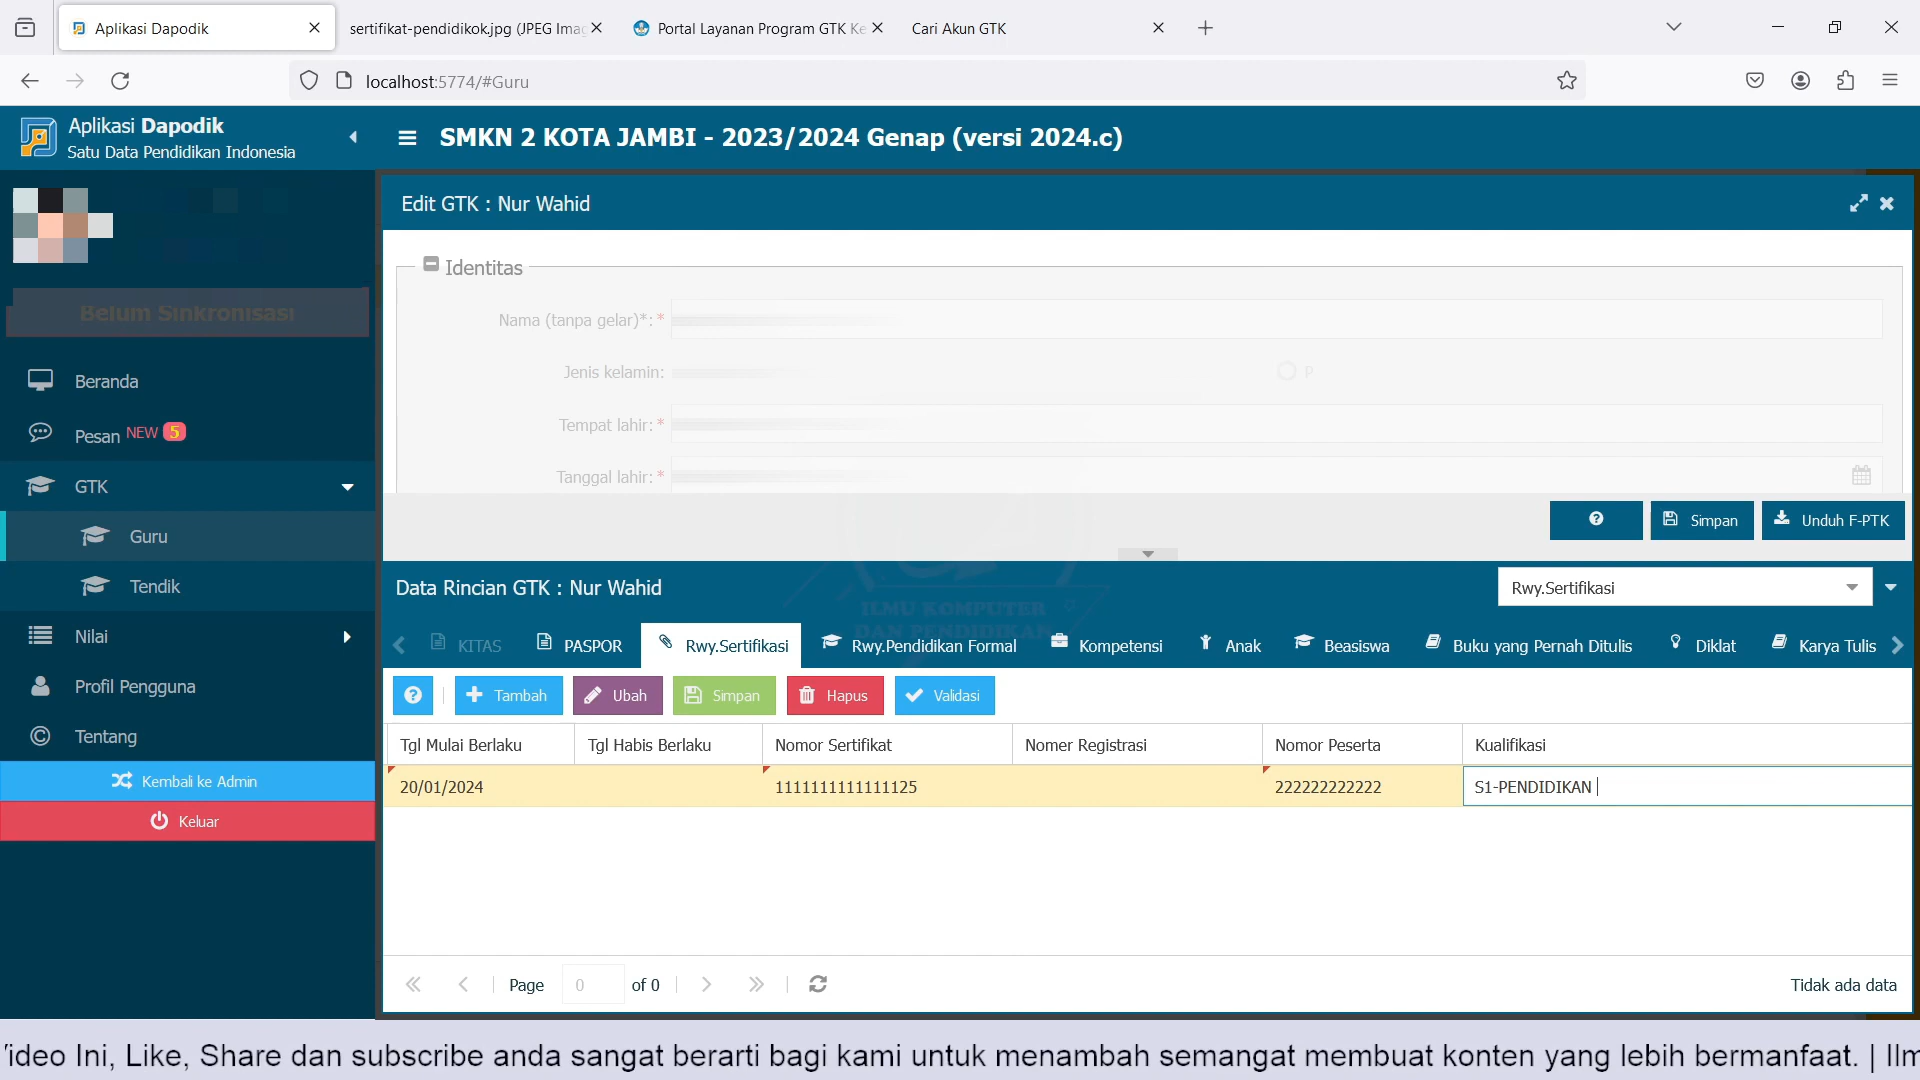 Aplikasi Dapodik
sertifikat-pendidikok.jpg (JPEG Imag
Portal Layanan Program GTK Ke
Cari Akun GTK
localhost:5774/#Guru
Aplikasi Dapodik
Satu Data Pendidikan Indonesia
SMKN 2 KOTA JAMBI - 2023/2024 Genap (versi 2024.c)
Belum Sinkronisasi
Beranda
Pesan NEW 5
GTK
Guru
Tendik
Nilai
Profil Pengguna
Tentang
Kembali ke Admin
Keluar
Edit GTK : Nur Wahid
Identitas
Nama (tanpa gelar)*: *
Jenis kelamin:
P
Tempat lahir: *
Tanggal lahir: *
Simpan
Unduh F-PTK
Data Rincian GTK : Nur Wahid
Rwy.Sertifikasi
ILMU KOMPUTER
DAN PENDIDIKAN
KITAS
PASPOR
Rwy.Sertifikasi
Rwy.Pendidikan Formal
Kompetensi
Anak
Beasiswa
Buku yang Pernah Ditulis
Diklat
Karya Tulis
Tambah
Ubah
Simpan
Hapus
Validasi
Tgl Mulai Berlaku
Tgl Habis Berlaku
Nomor Sertifikat
Nomer Registrasi
Nomor Peserta
Kualifikasi
20/01/2024
1111111111111125
222222222222
S1-PENDIDIKAN
Page 0 of 0
Tidak ada data
ideo Ini, Like, Share dan subscribe anda sangat berarti bagi kami untuk menambah semangat membuat konten yang lebih bermanfaat. | Ilm